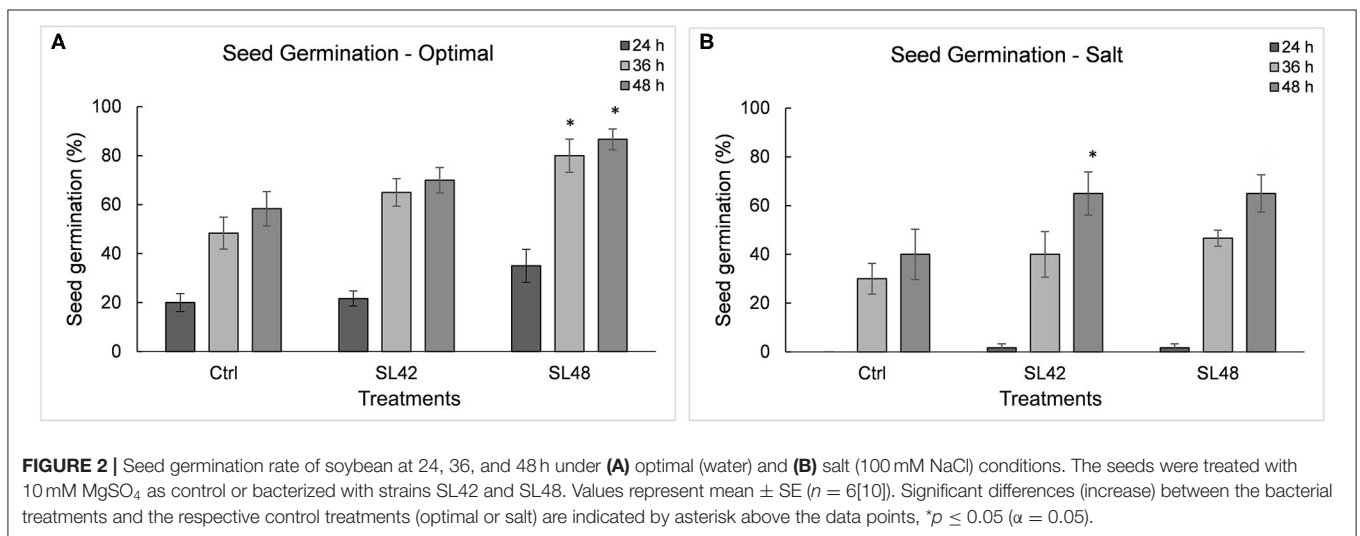 A
Seed Germination - Optimal
24 h
36 h
48 h
Seed germination (%)
100
80
60
40
20
0
* *
Ctrl SL42 SL48
Treatments
B
Seed Germination - Salt
24 h
36 h
48 h
Seed germination (%)
100
80
60
40
20
0
*
Ctrl SL42 SL48
Treatments
FIGURE 2 | Seed germination rate of soybean at 24, 36, and 48 h under (A) optimal (water) and (B) salt (100 mM NaCl) conditions. The seeds were treated with
10 mM MgSO₄ as control or bacterized with strains SL42 and SL48. Values represent mean ± SE (n = 6[10]). Significant differences (increase) between the bacterial
treatments and the respective control treatments (optimal or salt) are indicated by asterisk above the data points, *p ≤ 0.05 (α = 0.05).